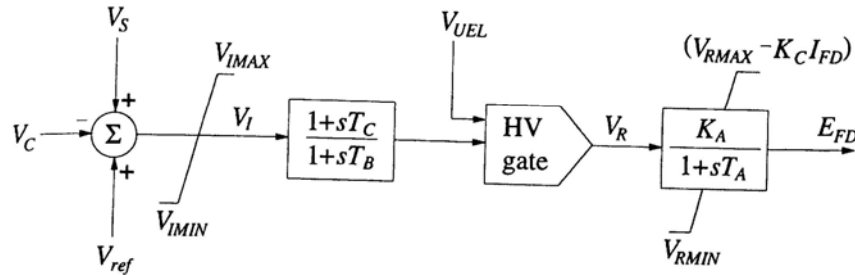 V_S
V_UEL
(V_RMAX - K_C I_FD)
V_IMAX
V_C
-
+
Σ
+
V_I
1+sT_C
1+sT_B
HV
gate
V_R
K_A
1+sT_A
E_FD
V_IMIN
V_RMIN
V_ref